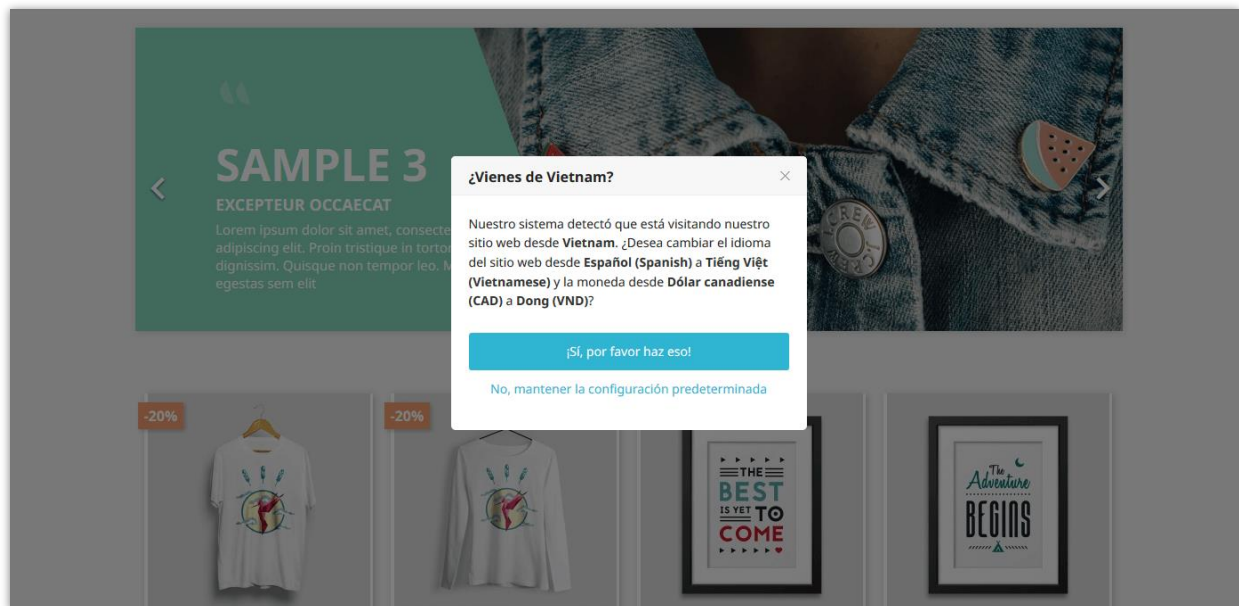 SAMPLE 3
EXCEPTEUR OCCAECAT
Lorem ipsum dolor sit amet, consecte
adipiscing elit. Proin tristique in tortor
dignissim. Quisque non tempor leo. M
egestas sem elit
J.CREW J.CREW
¿Vienes de Vietnam?
Nuestro sistema detectó que está visitando nuestro
sitio web desde Vietnam. ¿Desea cambiar el idioma
del sitio web desde Español (Spanish) a Tiếng Việt
(Vietnamese) y la moneda desde Dólar canadiense
(CAD) a Dong (VND)?
¡Sí, por favor haz eso!
No, mantener la configuración predeterminada
-20%
-20%
THE
BEST
IS YET TO
COME
The
Adventure
BEGINS